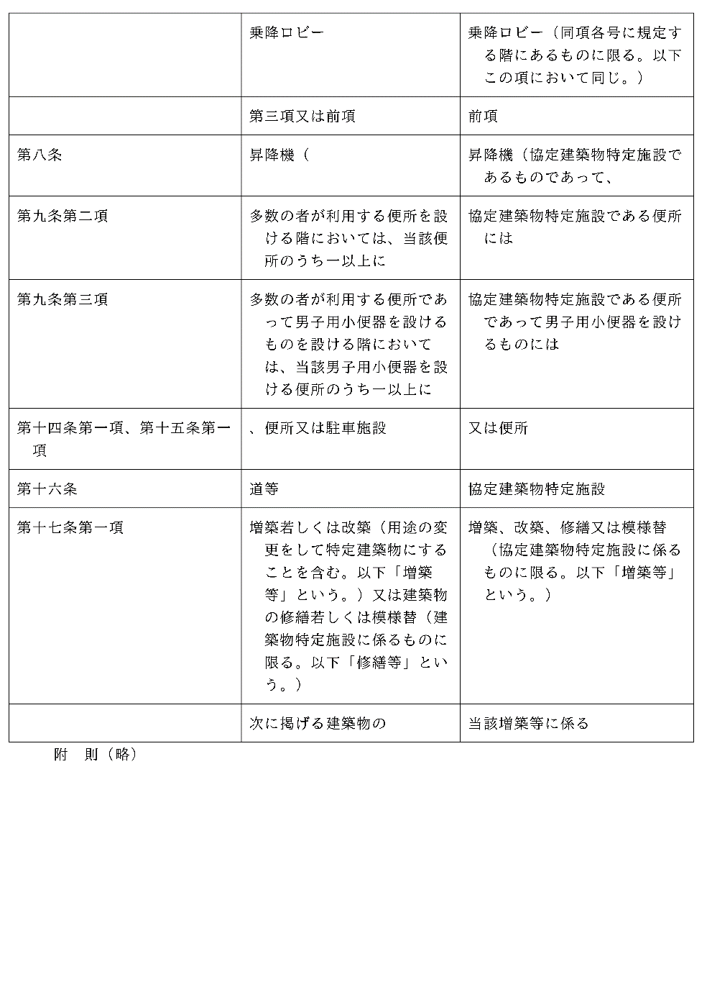 乗降ロビー
乗降ロビー（同項各号に規定す
る階にあるものに限る。以下
この項において同じ。）
第三項又は前項
前項
第八条
昇降機（
昇降機（協定建築物特定施設で
あるものであって、
第九条第二項
多数の者が利用する便所を設
ける階においては、当該便
所のうち一以上に
協定建築物特定施設である便所
には
第九条第三項
多数の者が利用する便所であ
って男子用小便器を設ける
ものを設ける階において
は、当該男子用小便器を設
ける便所のうち一以上に
協定建築物特定施設である便所
であって男子用小便器を設け
るものには
第十四条第一項、第十五条第一
項
、便所又は駐車施設
又は便所
第十六条
道等
協定建築物特定施設
第十七条第一項
増築若しくは改築（用途の変
更をして特定建築物にする
ことを含む。以下「増築
等」という。）又は建築物
の修繕若しくは模様替（建
築物特定施設に係るものに
限る。以下「修繕等」とい
う。）
増築、改築、修繕又は模様替
（協定建築物特定施設に係る
ものに限る。以下「増築等」
という。）
次に掲げる建築物の
当該増築等に係る
附　則（略）